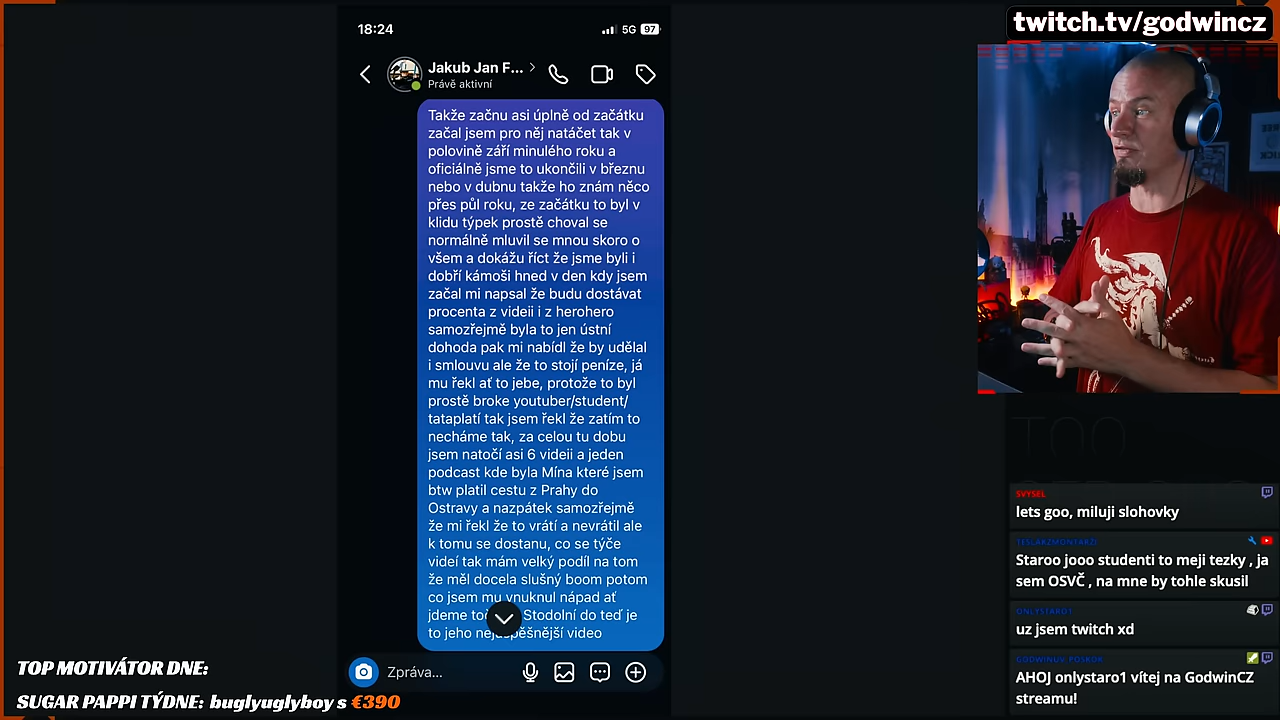 twitch.tv/godwincz
18:24
5G 97
Jakub Jan F...
Právě aktivní
Takže začnu asi úplně od začátku
začal jsem pro něj natáčet tak v
polovině září minulého roku a
oficiálně jsme to ukončili v březnu
nebo v dubnu takže ho znám něco
přes půl roku, ze začátku to byl v
klidu týpek prostě choval se
normálně mluvil se mnou skoro o
všem a dokážu říct že jsme byli i
dobří kámoši hned v den kdy jsem
začal mi napsal že budu dostávat
procenta z videii i z herohero
samozřejmě byla to jen ústní
dohoda pak mi nabídl že by udělal
i smlouvu ale že to stojí peníze, já
mu řekl ať to jebe, protože to byl
prostě broke youtuber/student/
tataplatí tak jsem řekl že zatím to
necháme tak, za celou tu dobu
jsem natočí asi 6 videii a jeden
podcast kde byla Mína které jsem
btw platil cestu z Prahy do
Ostravy a nazpátek samozřejmě
že mi řekl že to vrátí a nevrátil ale
k tomu se dostanu, co se týče
videí tak mám velký podíl na tom
že měl docela slušný boom potom
co jsem mu vnuknul nápad ať
jdeme Stodolní do teď je
to jeho video
Zpráva...
TOO
SVYSEL
lets goo, miluji slohovky
Staroo jooo studenti to meji tezky , ja
sem OSVČ , na mne by tohle skusil
ONLYSTARO1
uz jsem twitch xd
AHOJ onlystaro1 vítej na GodwinCZ
streamu!
TOP MOTIVÁTOR DNE:
SUGAR PAPPI TÝDNE: buglyuglyboy s €390